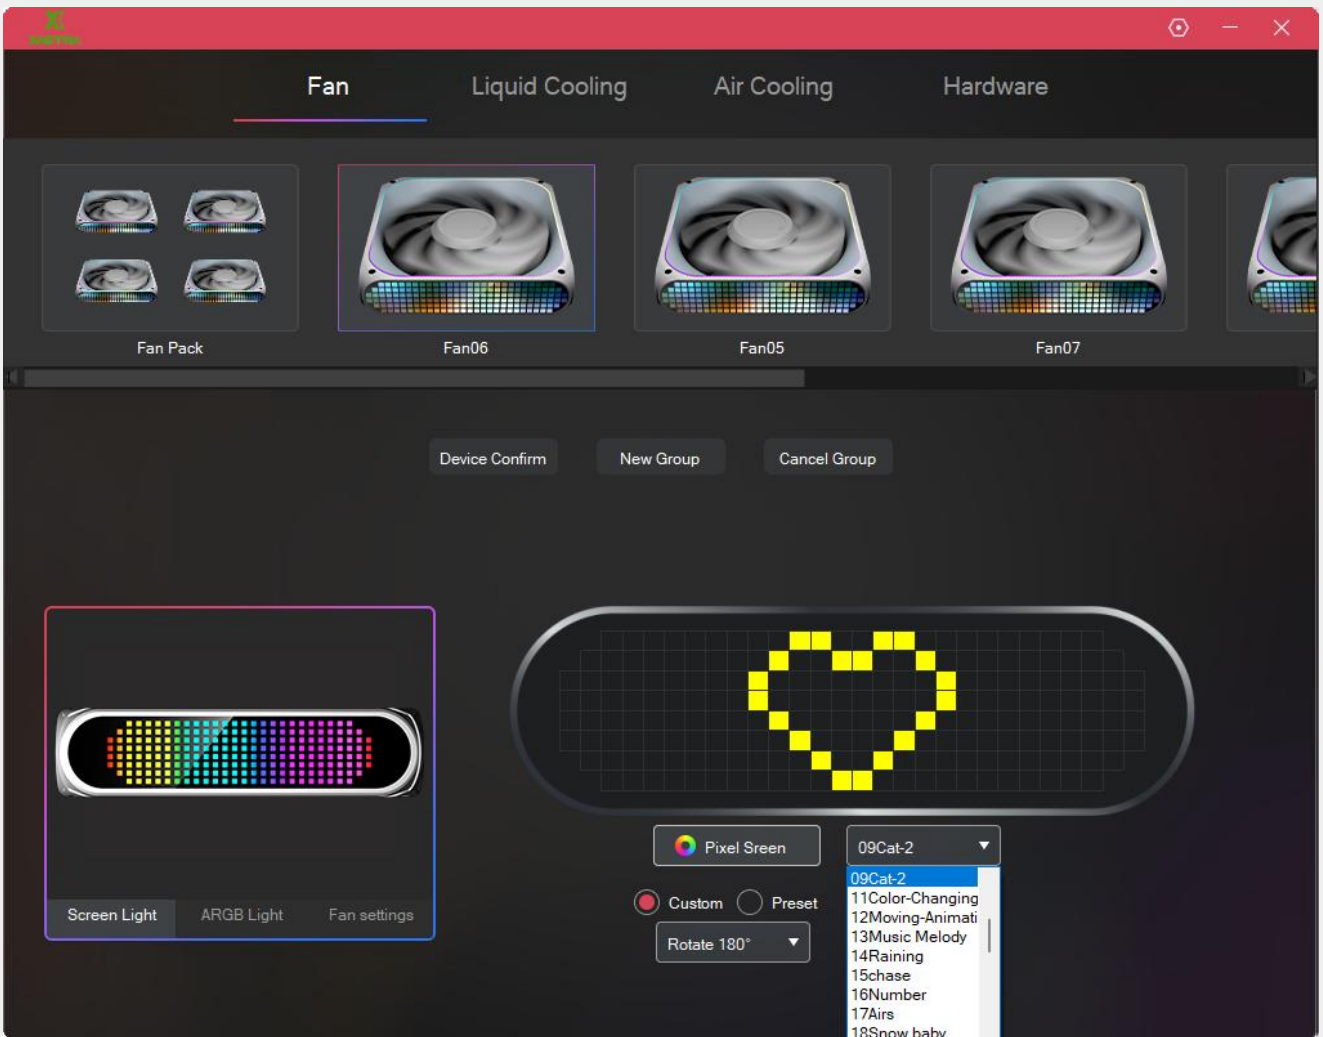 Fan
Liquid Cooling
Air Cooling
Hardware
Fan Pack
Fan06
Fan05
Fan07
Device Confirm
New Group
Cancel Group
Pixel Sreen
09Cat-2
09Cat-2
11Color-Changing
12Moving-Animati
13Music Melody
14Raining
15chase
16Number
17Airs
18Snow baby
Custom
Preset
Rotate 180°
Screen Light
ARGB Light
Fan settings